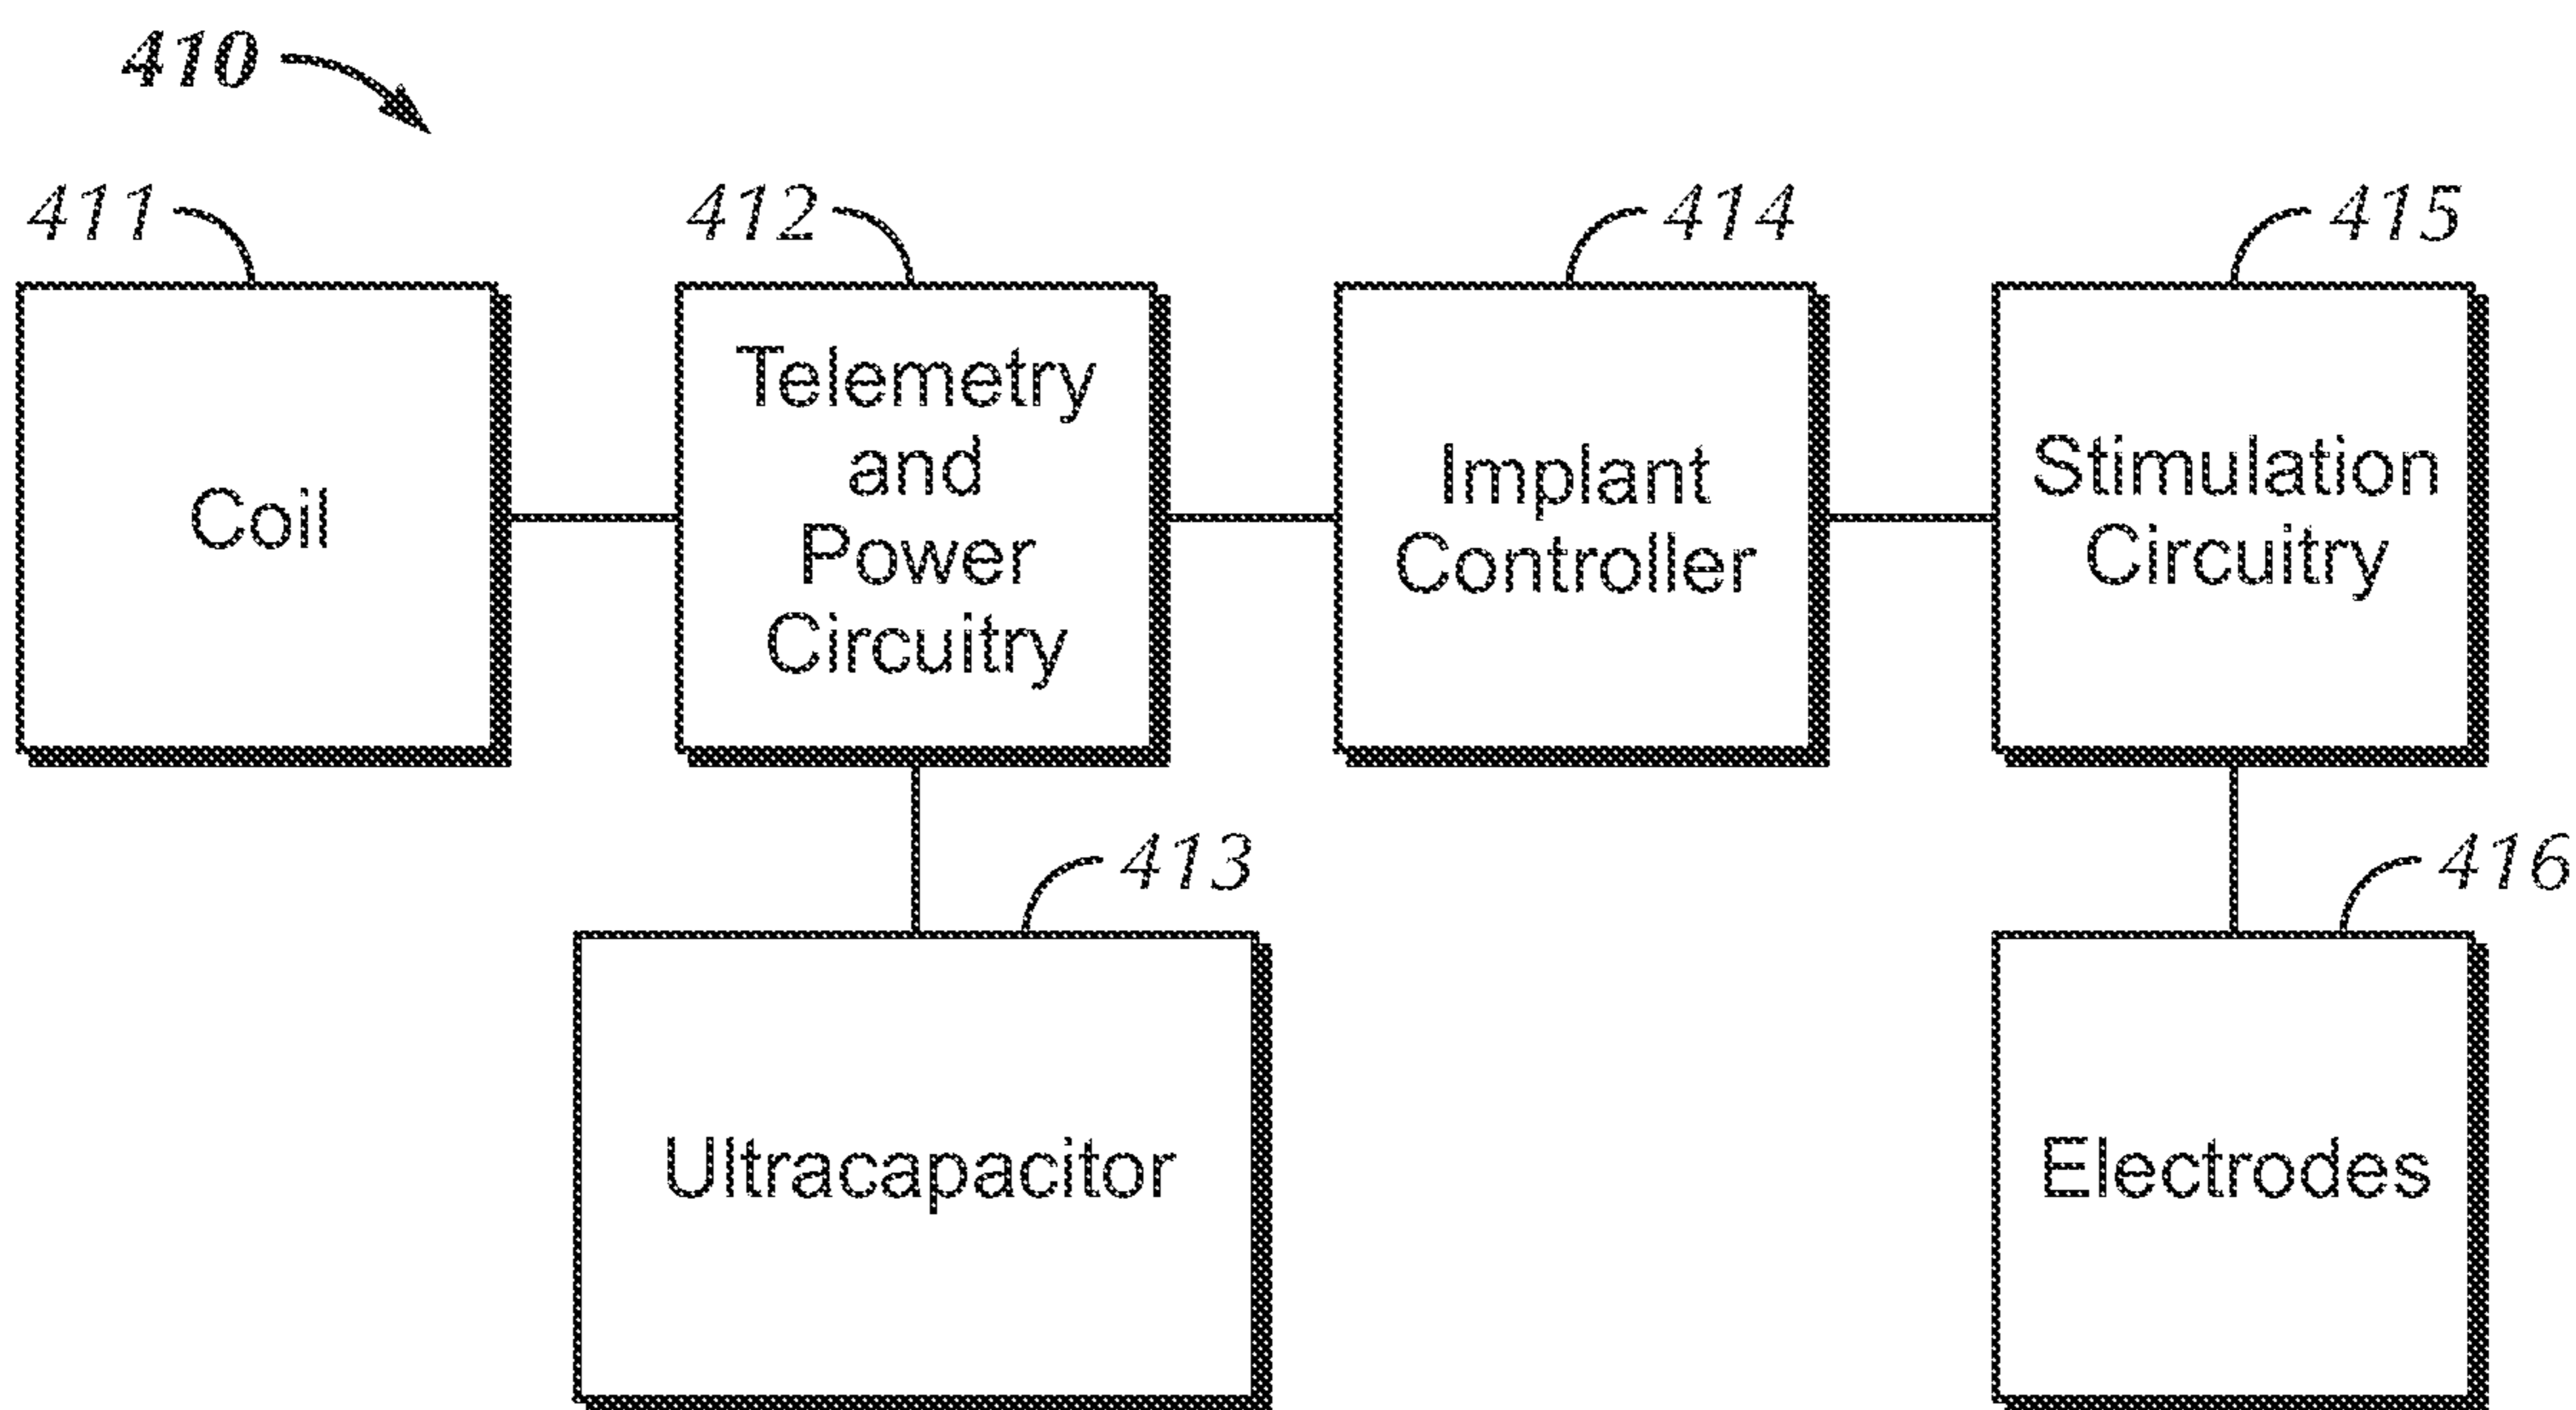 410
411
412
414
415
Coil
Telemetry
and
Power
Circuitry
Implant
Controller
Stimulation
Circuitry
413
416
Ultracapacitor
Electrodes